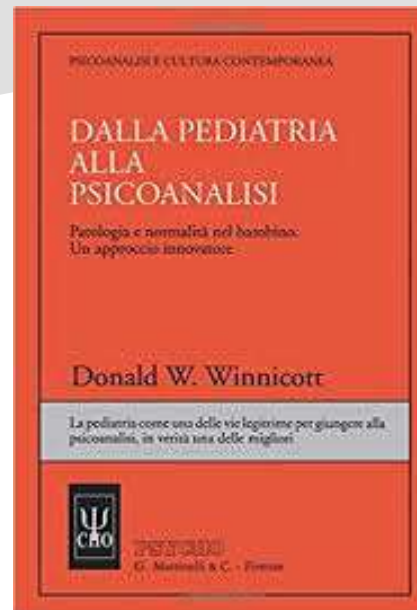 PSICOANALISI E CULTURA CONTEMPORANEA
DALLA PEDIATRIA
ALLA
PSICOANALISI
Patologia e normalità nel bambino.
Un approccio innovatore
Donald W. Winnicott
La pediatria come una delle vie legittime per giungere alla
psicoanalisi, in verità una delle migliori
Ψ
CHO
PSYCHO
G. Martinelli & C. - Firenze